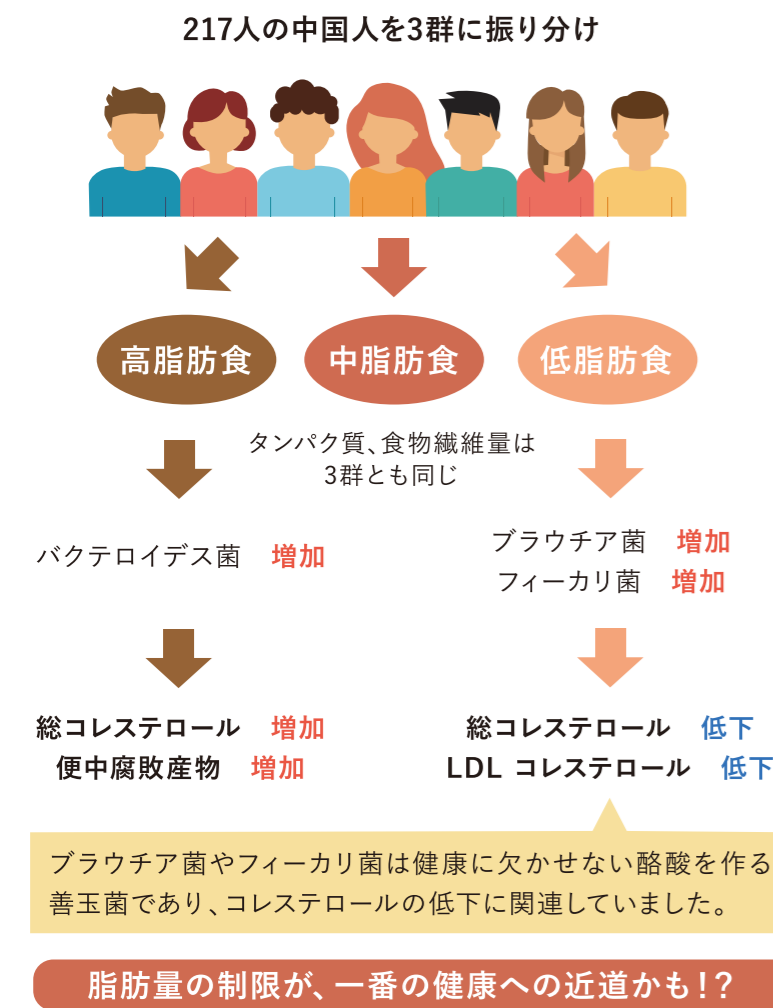 217人の中国人を3群に振り分け
高脂肪食
中脂肪食
低脂肪食
タンパク質、食物繊維量は
3群とも同じ
バクテロイデス菌 増加
ブラウチア菌 増加
フィーカリ菌 増加
総コレステロール 増加
便中腐敗産物 増加
総コレステロール 低下
LDL コレステロール 低下
ブラウチア菌やフィーカリ菌は健康に欠かせない酪酸を作る
善玉菌であり、コレステロールの低下に関連していました。
脂肪量の制限が、一番の健康への近道かも!?